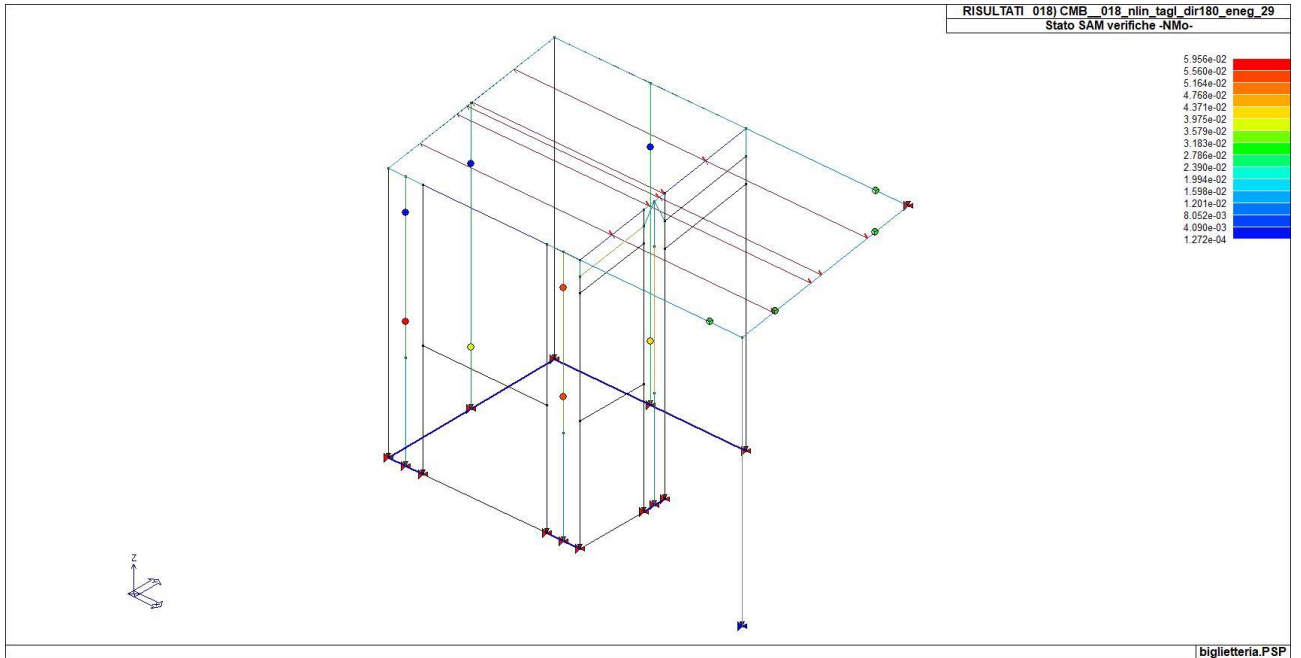 RISULTATI 018) CMB__018_nlin_tagl_dir180_eneg_29
Stato SAM verifiche -NMo-
5.956e-02
5.560e-02
5.164e-02
4.768e-02
4.371e-02
3.975e-02
3.579e-02
3.183e-02
2.786e-02
2.390e-02
1.994e-02
1.598e-02
1.201e-02
8.052e-03
4.090e-03
1.272e-04
Z
biglietteria.PSP